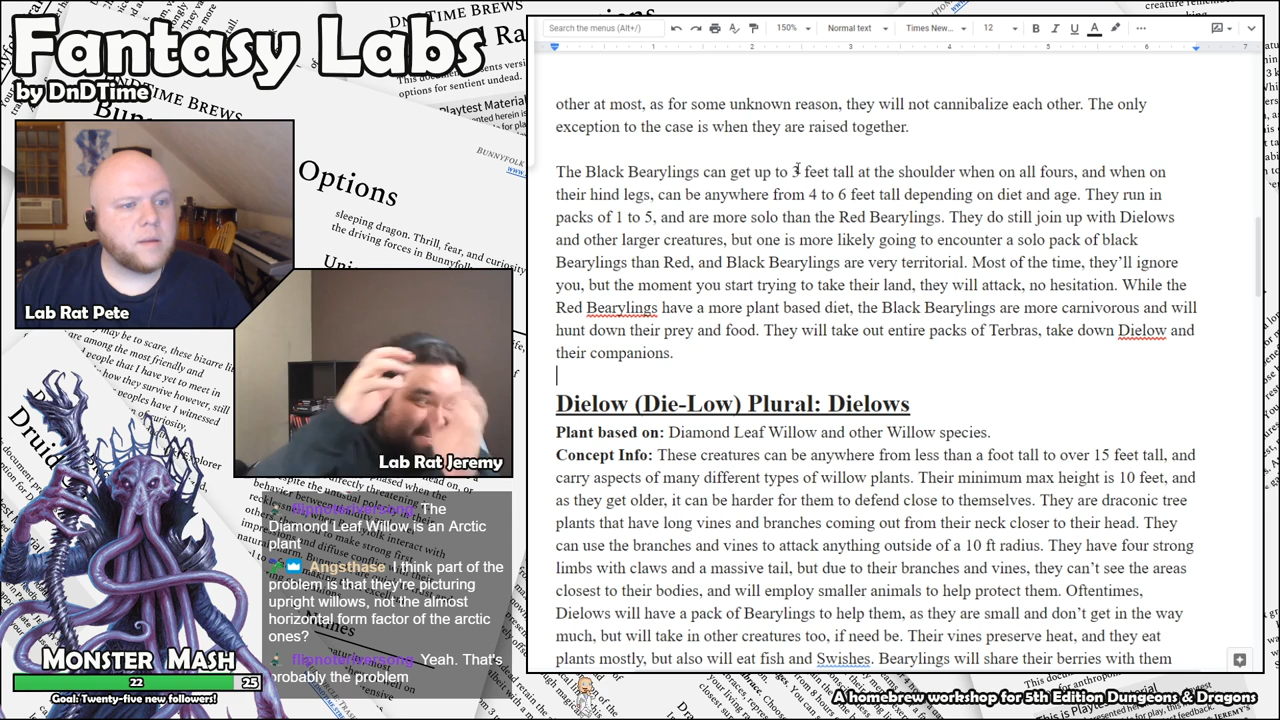 Fantasy Labs
by DnDTime
DNDTIME BREWS
Options
sleeping dragon. Thrill, fear, and curiosity
the driving forces in Bunnyfolk
Lab Rat Pete
Lab Rat Jeremy
flipnoteriversong: The
Diamond Leaf Willow is an Arctic
plant
Angsthase: I think part of the
problem is that they're picturing
upright willows, not the almost
horizontal form factor of the arctic
ones?
flipnoteriversong: Yeah. That's
probably the problem
MONSTER MASH
22
25
Goal: Twenty-five new followers!
Search the menus (Alt+/)
150%
Normal text
Times New...
12
B I U A
1 2 3 4 5 6 7
other at most, as for some unknown reason, they will not cannibalize each other. The only
exception to the case is when they are raised together.
The Black Bearylings can get up to 3 feet tall at the shoulder when on all fours, and when on
their hind legs, can be anywhere from 4 to 6 feet tall depending on diet and age. They run in
packs of 1 to 5, and are more solo than the Red Bearylings. They do still join up with Dielows
and other larger creatures, but one is more likely going to encounter a solo pack of black
Bearylings than Red, and Black Bearylings are very territorial. Most of the time, they'll ignore
you, but the moment you start trying to take their land, they will attack, no hesitation. While the
Red Bearylings have a more plant based diet, the Black Bearylings are more carnivorous and will
hunt down their prey and food. They will take out entire packs of Terbras, take down Dielow and
their companions.
Dielow (Die-Low) Plural: Dielows
Plant based on: Diamond Leaf Willow and other Willow species.
Concept Info: These creatures can be anywhere from less than a foot tall to over 15 feet tall, and
carry aspects of many different types of willow plants. Their minimum max height is 10 feet, and
as they get older, it can be harder for them to defend close to themselves. They are draconic tree
plants that have long vines and branches coming out from their neck closer to their head. They
can use the branches and vines to attack anything outside of a 10 ft radius. They have four strong
limbs with claws and a massive tail, but due to their branches and vines, they can't see the areas
closest to their bodies, and will employ smaller animals to help protect them. Oftentimes,
Dielows will have a pack of Bearylings to help them, as they are small and don't get in the way
much, but will take in other creatures too, if need be. Their vines preserve heat, and they eat
plants mostly, but also will eat fish and Swishes. Bearylings will share their berries with them
A homebrew workshop for 5th Edition Dungeons & Dragons